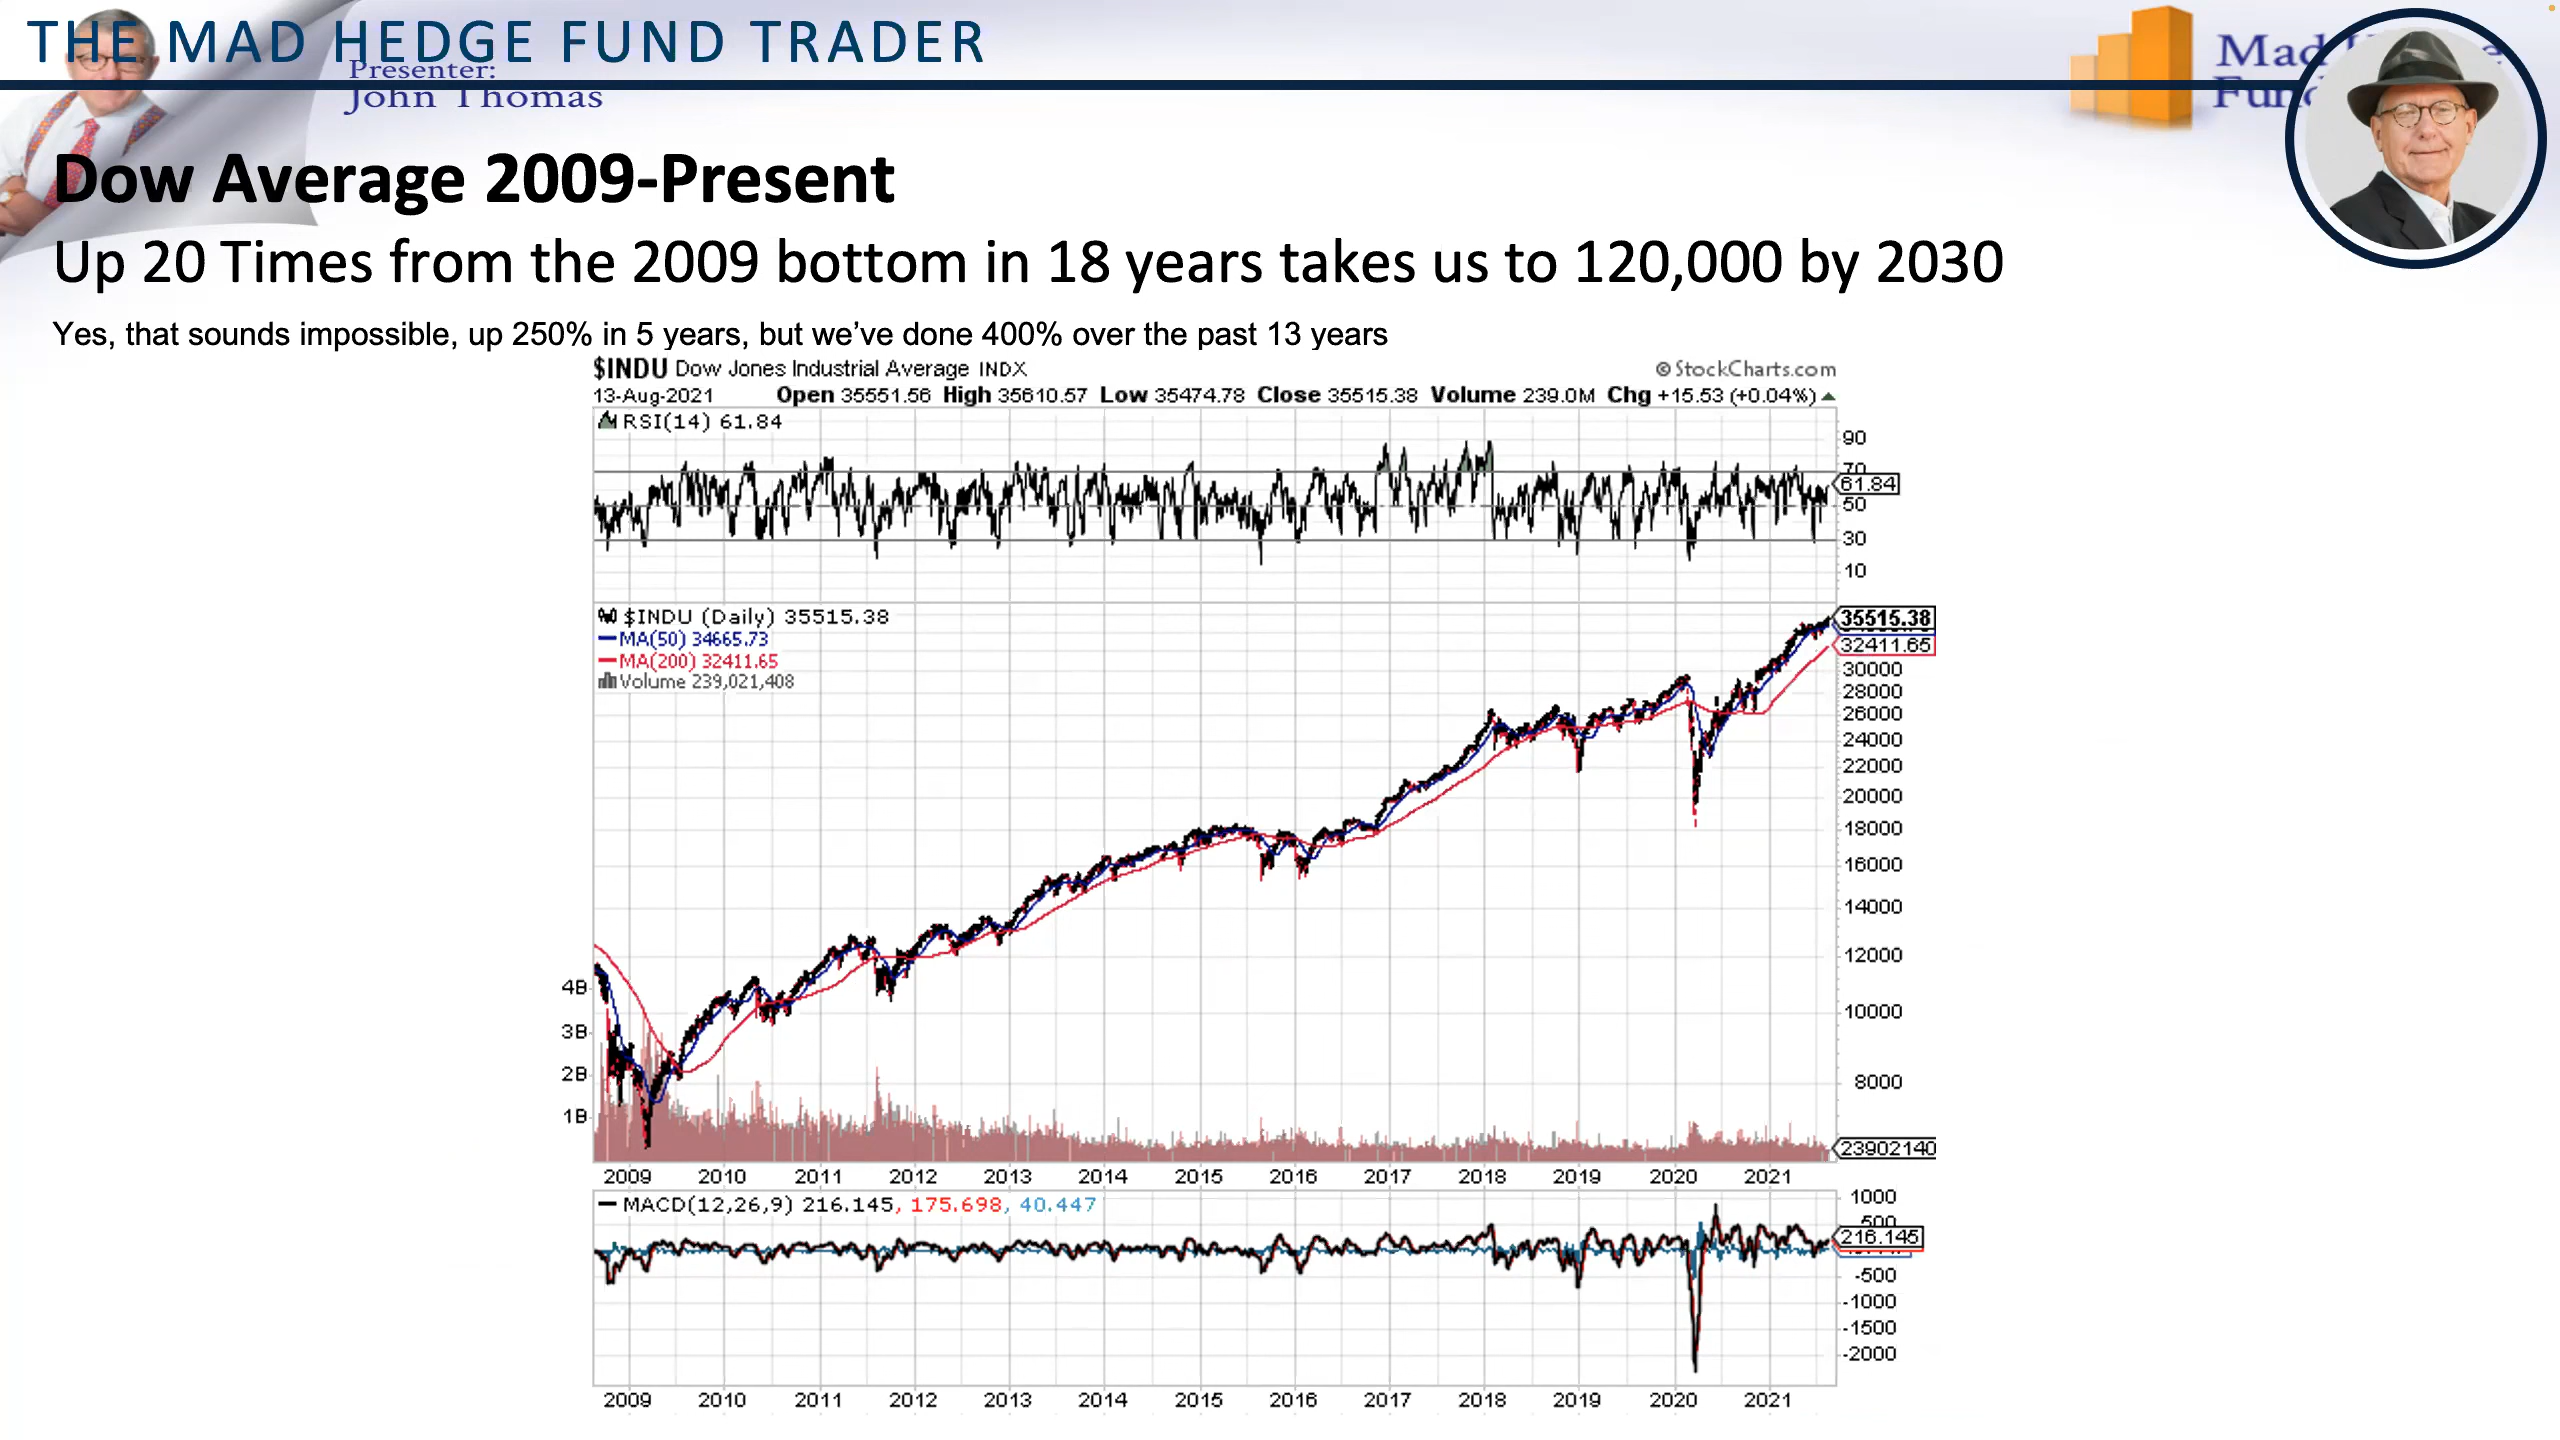 THE MAD HEDGE FUND TRADER
Presenter:
John Thomas
Mad
Dow Average 2009-Present
Up 20 Times from the 2009 bottom in 18 years takes us to 120,000 by 2030
Yes, that sounds impossible, up 250% in 5 years, but we’ve done 400% over the past 13 years
$INDU Dow Jones Industrial Average INDX
© StockCharts.com
13-Aug-2021
Open 35551.56 High 35610.57 Low 35474.78 Close 35515.38 Volume 239.0M Chg +15.53 (+0.04%)
RSI(14) 61.84
90
70
61.84
50
30
10
$INDU (Daily) 35515.38
MA(50) 34665.73
MA(200) 32411.65
Volume 239,021,408
35515.38
32411.65
30000
28000
26000
24000
22000
20000
18000
16000
14000
12000
10000
8000
4B
3B
2B
1B
23902140
2009 2010 2011 2012 2013 2014 2015 2016 2017 2018 2019 2020 2021
MACD(12,26,9) 216.145, 175.698, 40.447
1000
500
216.145
-500
-1000
-1500
-2000
2009 2010 2011 2012 2013 2014 2015 2016 2017 2018 2019 2020 2021